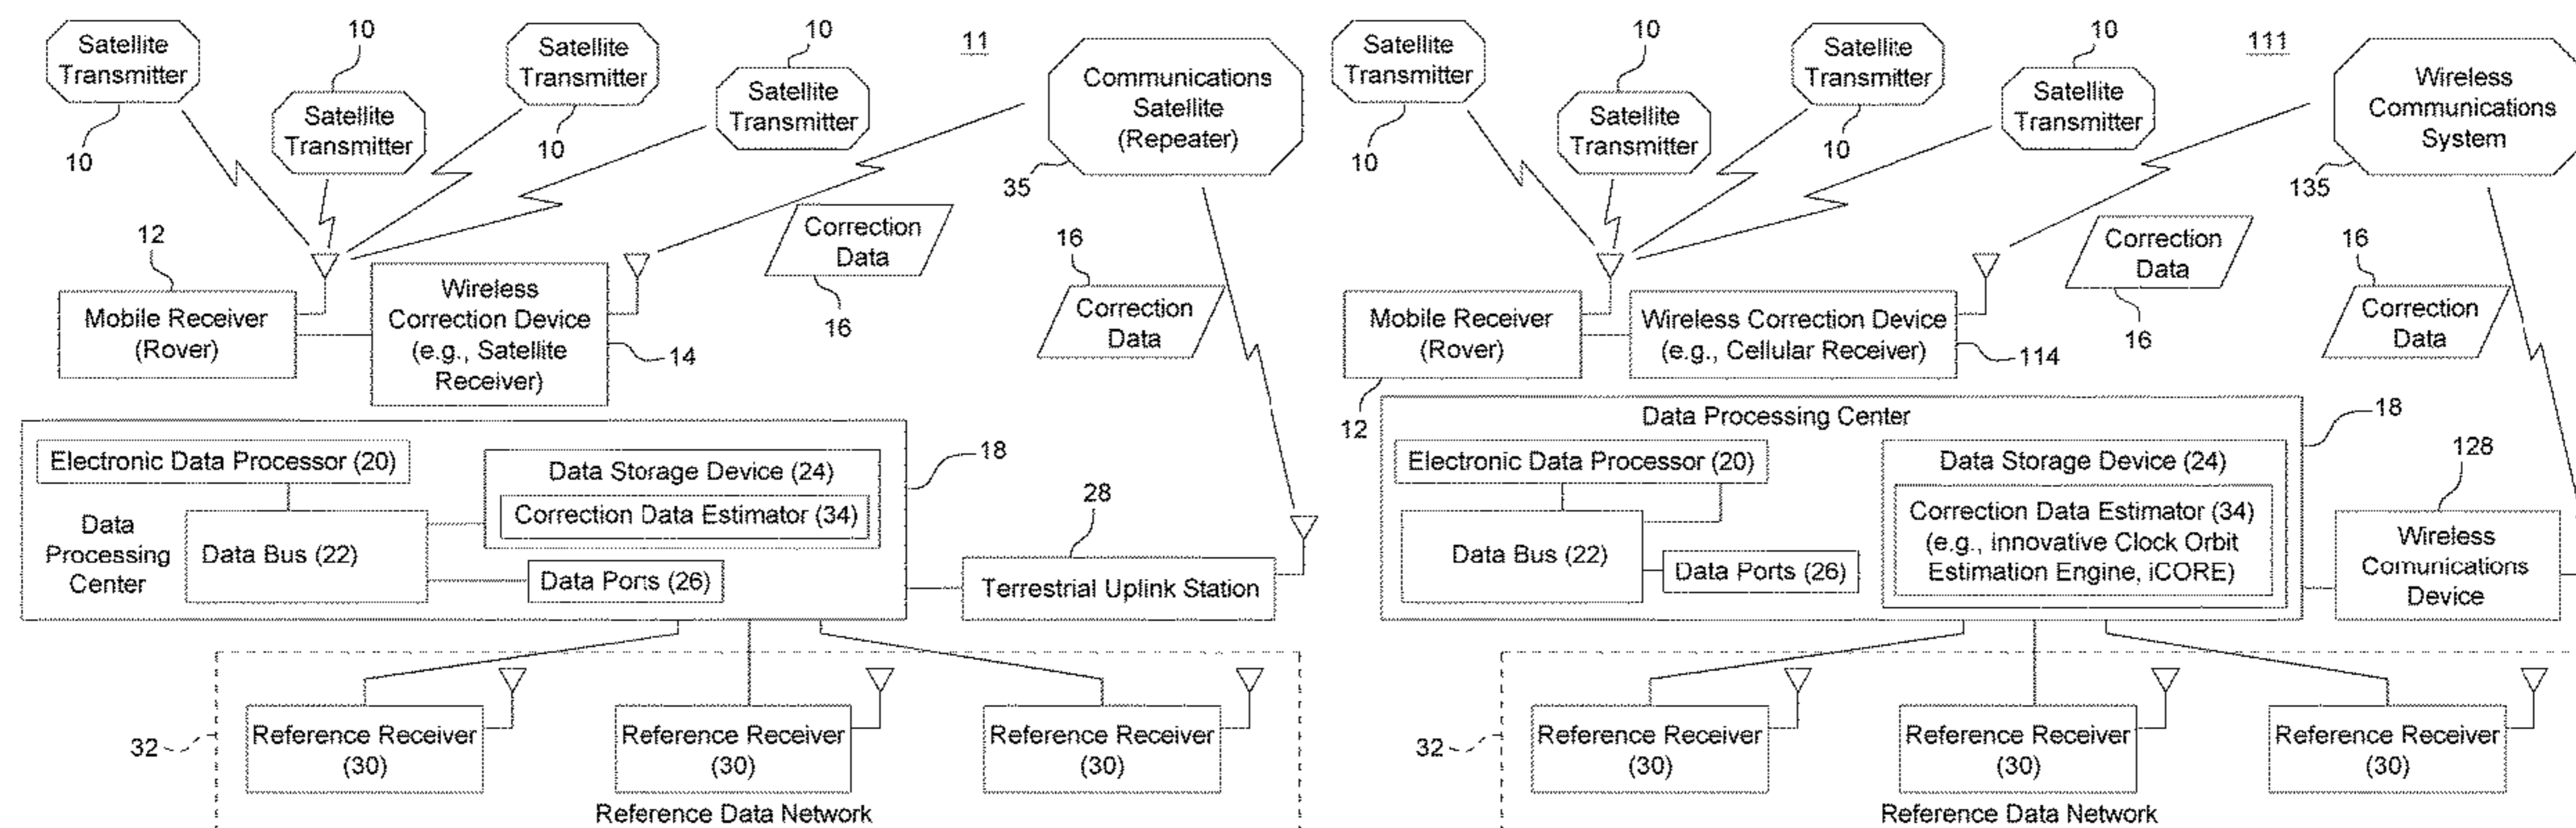 Satellite
Transmitter
10
10
Satellite
Transmitter
Satellite
Transmitter
10
10
Satellite
Transmitter
11
Communications
Satellite
(Repeater)
35
12
Mobile Receiver
(Rover)
Wireless
Correction Device
(e.g., Satellite
Receiver)
14
Correction
Data
16
16
Correction
Data
Electronic Data Processor (20)
Data
Processing
Center
Data Bus (22)
Data Storage Device (24)
Correction Data Estimator (34)
Data Ports (26)
18
28
Terrestrial Uplink Station
32
Reference Receiver
(30)
Reference Receiver
(30)
Reference Receiver
(30)
Reference Data Network
Satellite
Transmitter
10
10
Satellite
Transmitter
Satellite
Transmitter
10
10
Satellite
Transmitter
111
Wireless
Communications
System
135
Mobile Receiver
(Rover)
12
Wireless Correction Device
(e.g., Cellular Receiver)
114
Correction
Data
16
16
Correction
Data
Data Processing Center
18
Electronic Data Processor (20)
Data Bus (22)
Data Ports (26)
Data Storage Device (24)
Correction Data Estimator (34)
(e.g., innovative Clock Orbit
Estimation Engine, iCORE)
128
Wireless
Comunications
Device
32
Reference Receiver
(30)
Reference Receiver
(30)
Reference Receiver
(30)
Reference Data Network